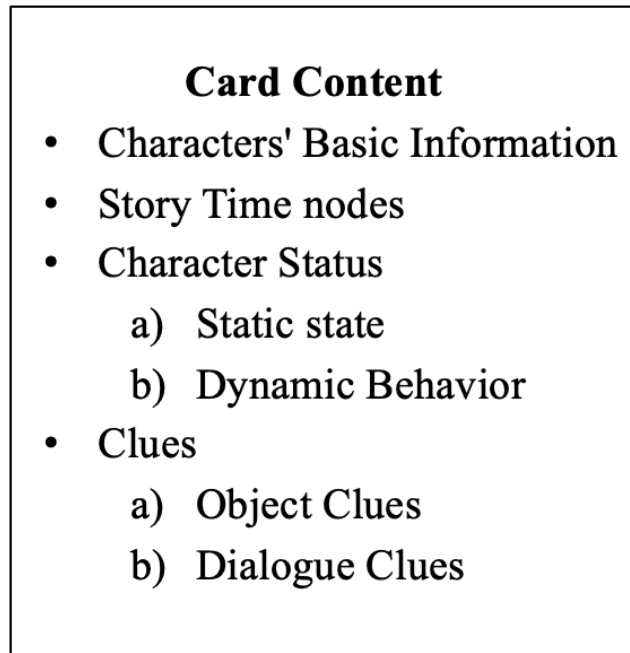 Card Content
• Characters' Basic Information
• Story Time nodes
• Character Status
a) Static state
b) Dynamic Behavior
• Clues
a) Object Clues
b) Dialogue Clues